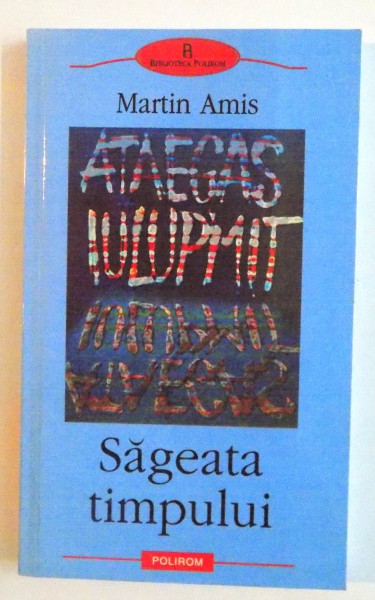 BIBLIOTECA POLIROM
Martin Amis
ATAEGAS
IULUPMIT
Săgeata
timpului
POLIROM